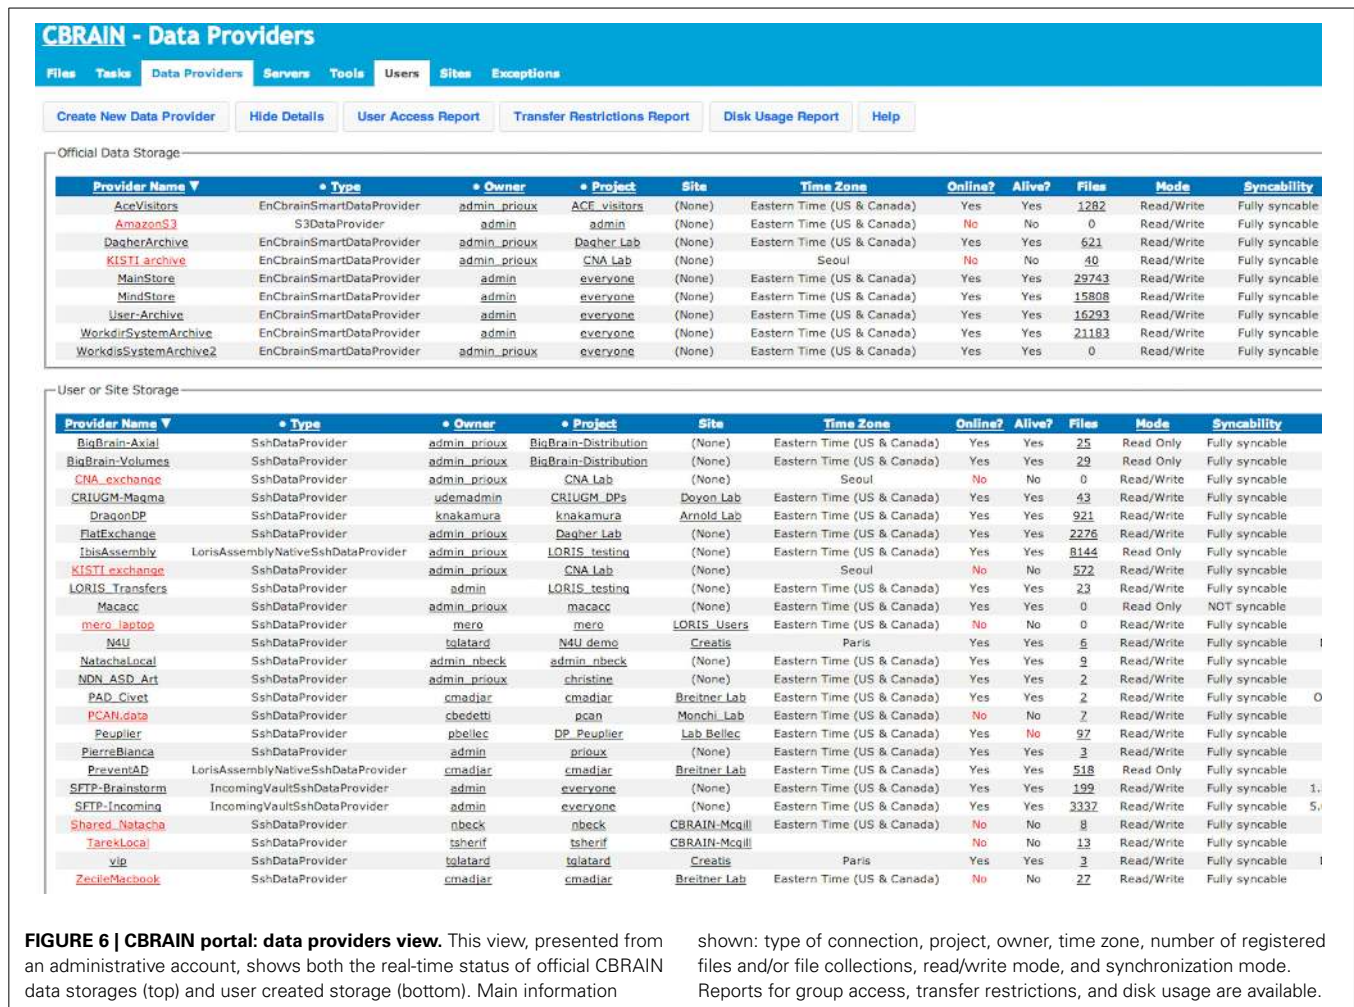 CBRAIN - Data Providers
Files Tasks Data Providers Servers Tools Users Sites Exceptions
Create New Data Provider Hide Details User Access Report Transfer Restrictions Report Disk Usage Report Help
Official Data Storage
Provider Name ▼ • Type • Owner • Project Site Time Zone Online? Alive? Files Mode Syncability
AceVisitors EnCbrainSmartDataProvider admin_prioux ACE_visitors (None) Eastern Time (US & Canada) Yes Yes 1282 Read/Write Fully syncable
AmazonS3 S3DataProvider admin admin (None) Eastern Time (US & Canada) No No 0 Read/Write Fully syncable
DagherArchive EnCbrainSmartDataProvider admin_prioux Dagher Lab (None) Eastern Time (US & Canada) Yes Yes 621 Read/Write Fully syncable
KISTI archive EnCbrainSmartDataProvider admin_prioux CNA Lab (None) Seoul No No 40 Read/Write Fully syncable
MainStore EnCbrainSmartDataProvider admin everyone (None) Eastern Time (US & Canada) Yes Yes 29743 Read/Write Fully syncable
MindStore EnCbrainSmartDataProvider admin everyone (None) Eastern Time (US & Canada) Yes Yes 15808 Read/Write Fully syncable
User-Archive EnCbrainSmartDataProvider admin everyone (None) Eastern Time (US & Canada) Yes Yes 16293 Read/Write Fully syncable
WorkdirSystemArchive EnCbrainSmartDataProvider admin everyone (None) Eastern Time (US & Canada) Yes Yes 21183 Read/Write Fully syncable
WorkdisSystemArchive2 EnCbrainSmartDataProvider admin_prioux everyone (None) Eastern Time (US & Canada) Yes Yes 0 Read/Write Fully syncable
User or Site Storage
Provider Name ▼ • Type • Owner • Project Site Time Zone Online? Alive? Files Mode Syncability
BigBrain-Axial SshDataProvider admin_prioux BigBrain-Distribution (None) Eastern Time (US & Canada) Yes Yes 25 Read Only Fully syncable
BigBrain-Volumes SshDataProvider admin_prioux BigBrain-Distribution (None) Eastern Time (US & Canada) Yes Yes 29 Read Only Fully syncable
CNA_exchange SshDataProvider admin_prioux CNA Lab (None) Seoul No No 0 Read/Write Fully syncable
CRIUGM-Magma SshDataProvider udemadmin CRIUGM_DPs Doyon Lab Eastern Time (US & Canada) Yes Yes 43 Read/Write Fully syncable
DragonDP SshDataProvider knakamura knakamura Arnold Lab Eastern Time (US & Canada) Yes Yes 921 Read/Write Fully syncable
FlatExchange SshDataProvider admin_prioux Dagher Lab (None) Eastern Time (US & Canada) Yes Yes 2276 Read/Write Fully syncable
IbisAssembly LorisAssemblyNativeSshDataProvider admin_prioux LORIS_testing (None) Eastern Time (US & Canada) Yes Yes 8144 Read Only Fully syncable
KISTI exchange SshDataProvider admin_prioux CNA Lab (None) Seoul No No 572 Read/Write Fully syncable
LORIS_Transfers SshDataProvider admin LORIS_testing (None) Eastern Time (US & Canada) Yes Yes 23 Read/Write Fully syncable
Macacc SshDataProvider admin_prioux macacc (None) Eastern Time (US & Canada) Yes Yes 0 Read Only NOT syncable
mero_laptop SshDataProvider mero mero LORIS_Users Eastern Time (US & Canada) No No 0 Read/Write Fully syncable
N4U SshDataProvider tglatard N4U demo Creatis Paris Yes Yes 6 Read/Write Fully syncable
NatachaLocal SshDataProvider admin_nbeck admin_nbeck (None) Eastern Time (US & Canada) Yes Yes 9 Read/Write Fully syncable
NDN_ASD_Art SshDataProvider admin_prioux christine (None) Eastern Time (US & Canada) Yes Yes 2 Read/Write Fully syncable
PAD_Civet SshDataProvider cmadjar cmadjar Breitner Lab Eastern Time (US & Canada) Yes Yes 2 Read/Write Fully syncable O
PCAN.data SshDataProvider cbedetti pcan Monchi_Lab Eastern Time (US & Canada) No No 7 Read/Write Fully syncable
Peuplier SshDataProvider pbellec DP_Peuplier Lab Bellec Eastern Time (US & Canada) Yes No 97 Read/Write Fully syncable
PierreBianca SshDataProvider admin prioux (None) Eastern Time (US & Canada) Yes Yes 3 Read/Write Fully syncable
PreventAD LorisAssemblyNativeSshDataProvider cmadjar cmadjar Breitner Lab Eastern Time (US & Canada) Yes Yes 518 Read Only Fully syncable
SFTP-Brainstorm IncomingVaultSshDataProvider admin everyone (None) Eastern Time (US & Canada) Yes Yes 199 Read/Write Fully syncable 1.
SFTP-Incoming IncomingVaultSshDataProvider admin everyone (None) Eastern Time (US & Canada) Yes Yes 3337 Read/Write Fully syncable 5.
Shared_Natacha SshDataProvider nbeck nbeck CBRAIN-Mcgill Eastern Time (US & Canada) No No 8 Read/Write Fully syncable
TarekLocal SshDataProvider tsherif tsherif CBRAIN-Mcgill No No 13 Read/Write Fully syncable
vip SshDataProvider tglatard tglatard Creatis Paris Yes Yes 3 Read/Write Fully syncable
ZecileMacbook SshDataProvider cmadjar cmadjar Breitner Lab Eastern Time (US & Canada) No No 27 Read/Write Fully syncable
FIGURE 6 | CBRAIN portal: data providers view. This view, presented from
an administrative account, shows both the real-time status of official CBRAIN
data storages (top) and user created storage (bottom). Main information
shown: type of connection, project, owner, time zone, number of registered
files and/or file collections, read/write mode, and synchronization mode.
Reports for group access, transfer restrictions, and disk usage are available.